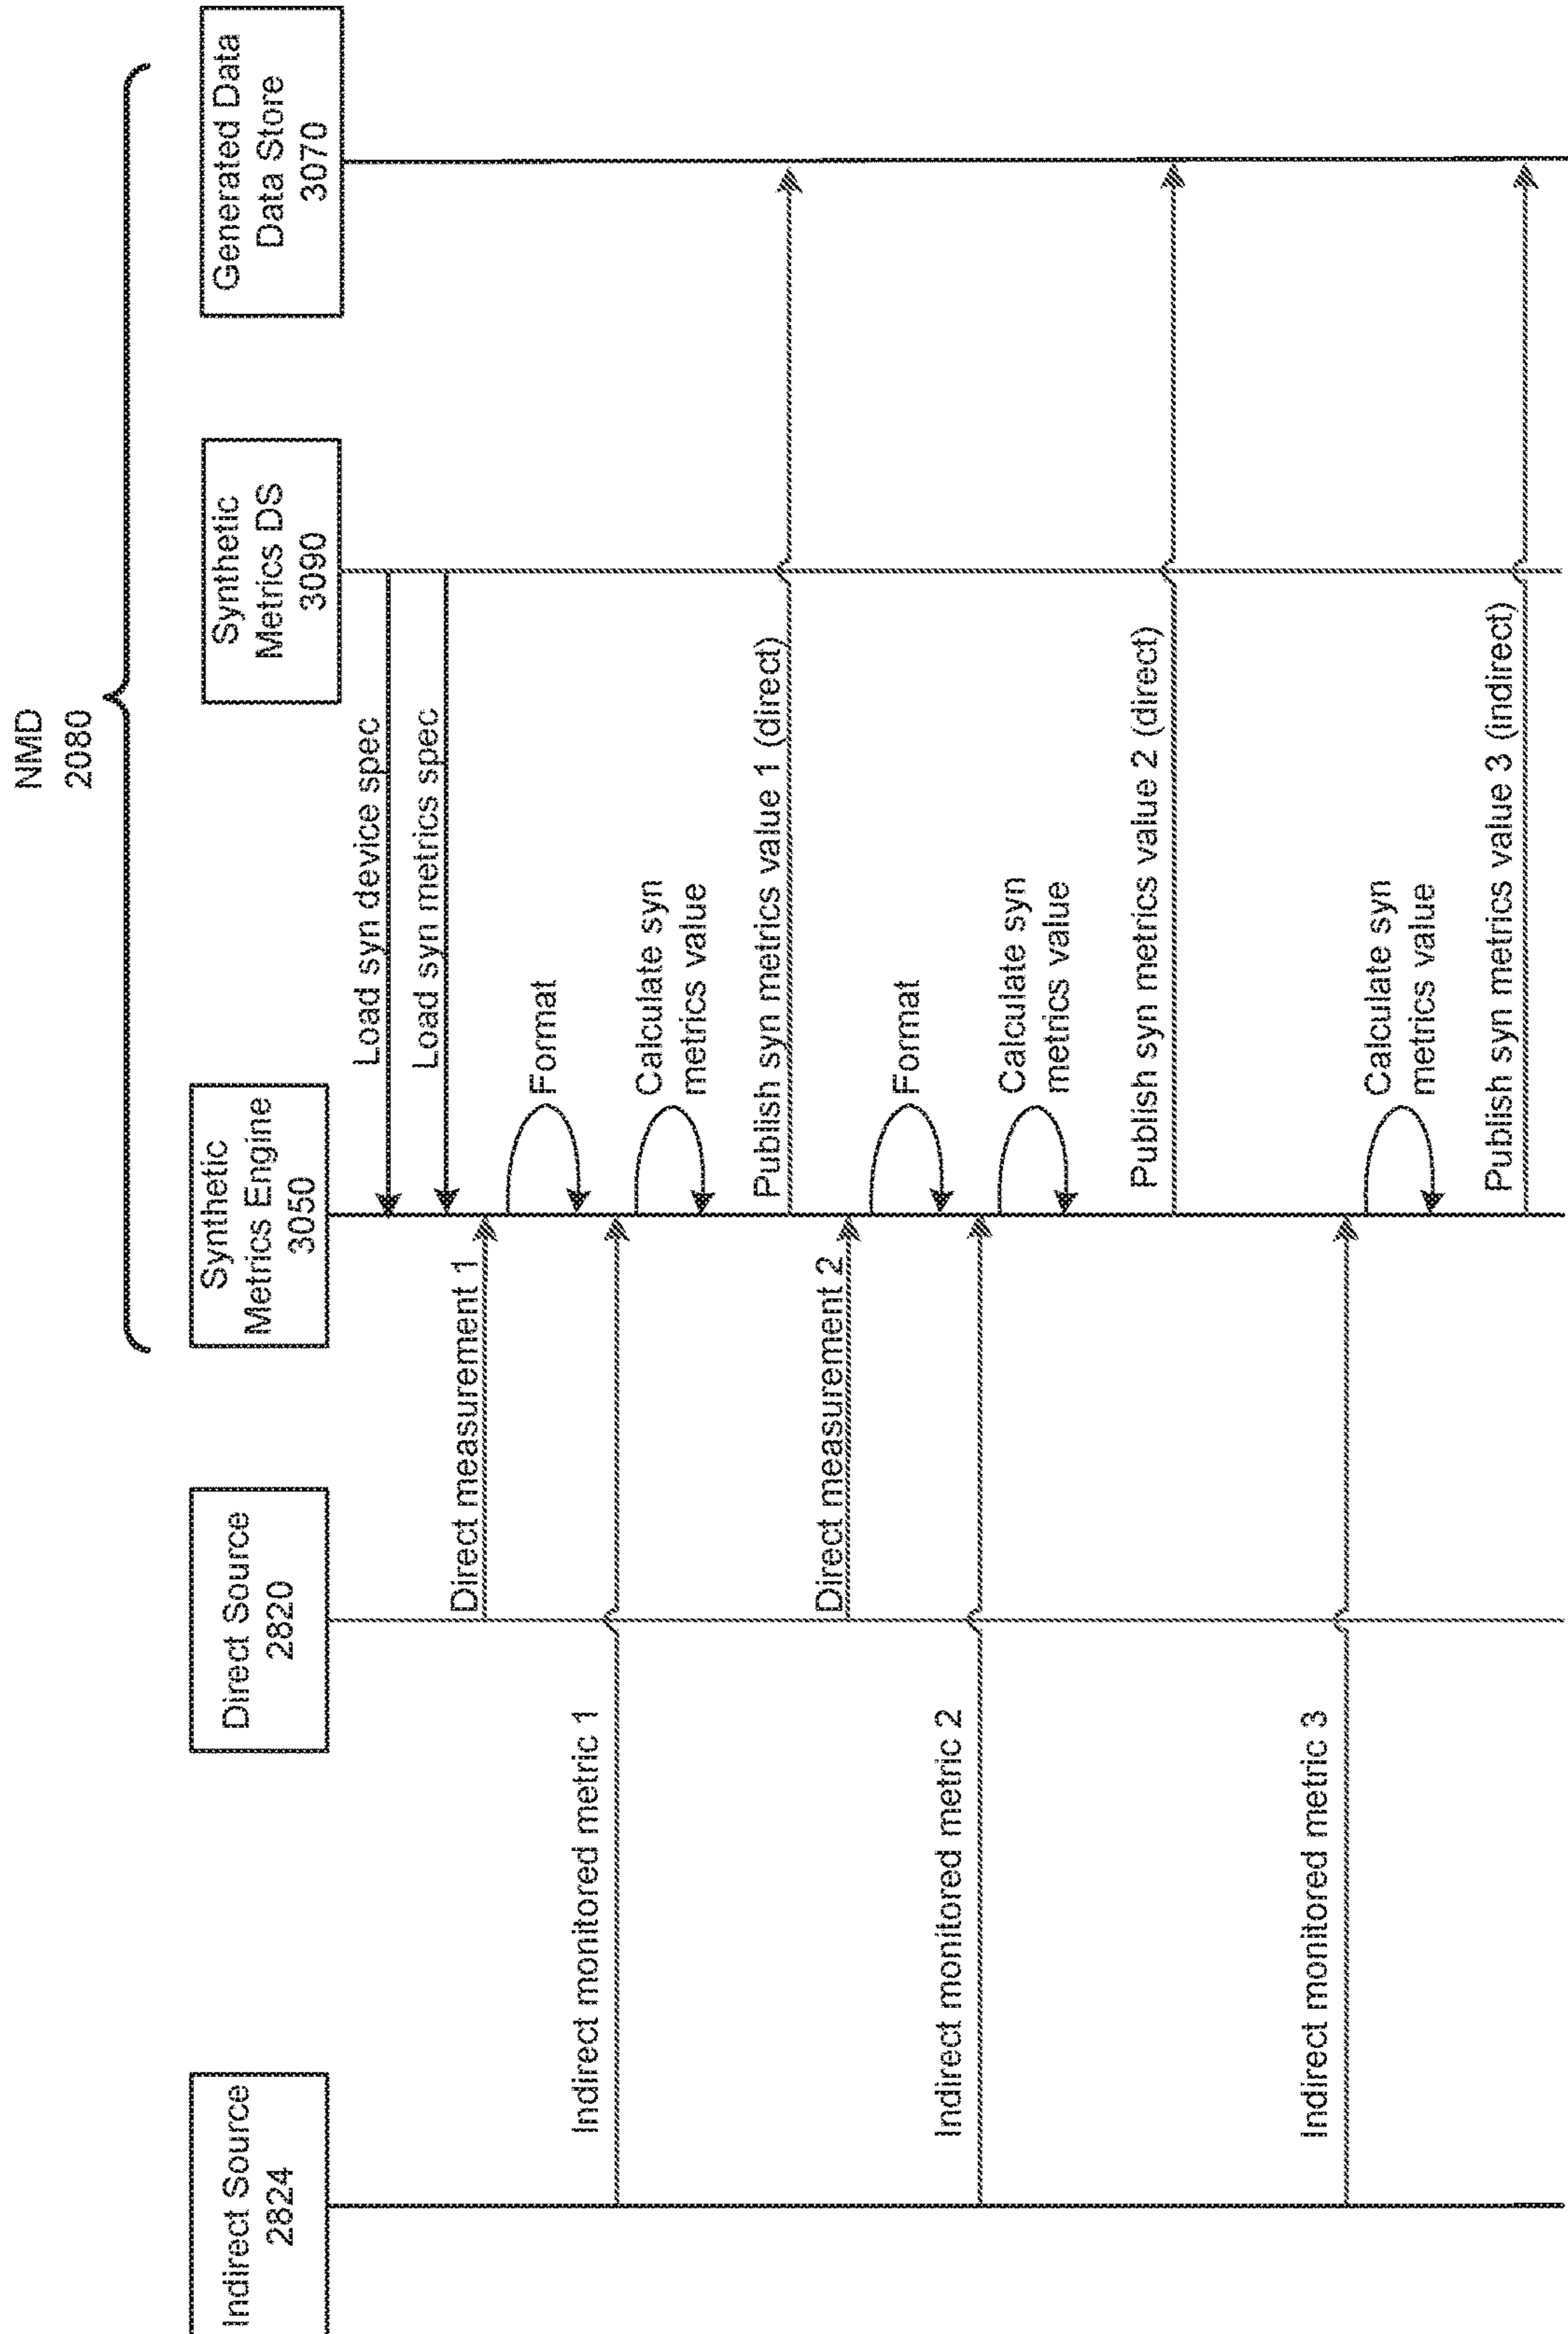 NMD
2080
Indirect Source
2824
Direct Source
2820
Synthetic
Metrics Engine
3050
Synthetic
Metrics DS
3090
Generated Data
Data Store
3070
Load syn device spec
Load syn metrics spec
Direct measurement 1
Format
Indirect monitored metric 1
Calculate syn
metrics value
Publish syn metrics value 1 (direct)
Direct measurement 2
Format
Indirect monitored metric 2
Calculate syn
metrics value
Publish syn metrics value 2 (direct)
Indirect monitored metric 3
Calculate syn
metrics value
Publish syn metrics value 3 (indirect)